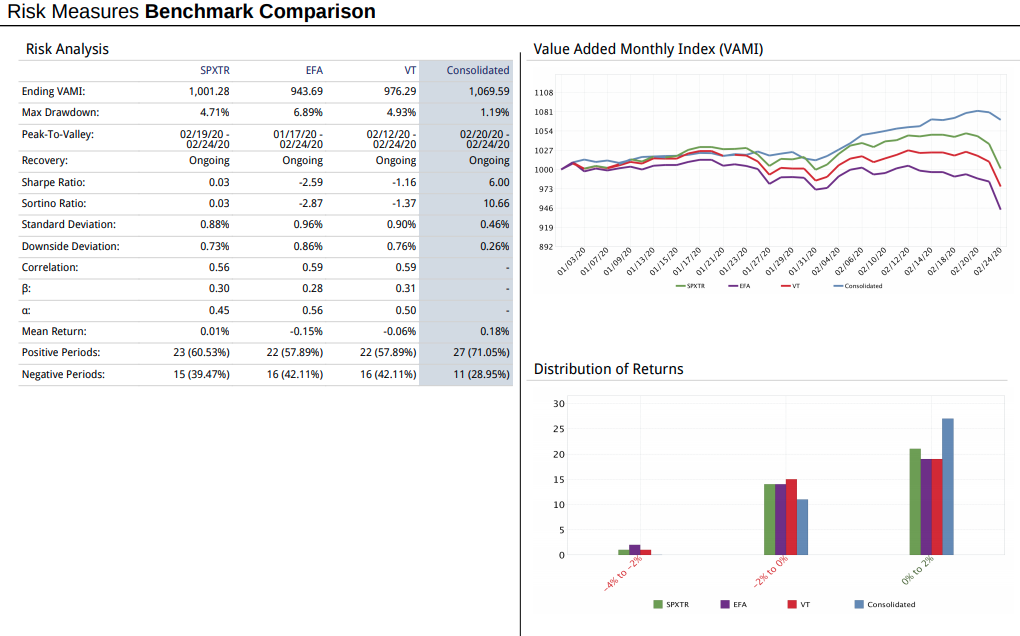 Risk Measures Benchmark Comparison
Risk Analysis
SPXTR EFA VT Consolidated
Ending VAMI: 1,001.28 943.69 976.29 1,069.59
Max Drawdown: 4.71% 6.89% 4.93% 1.19%
Peak-To-Valley: 02/19/20 - 01/17/20 - 02/12/20 - 02/20/20 -
02/24/20 02/24/20 02/24/20 02/24/20
Recovery: Ongoing Ongoing Ongoing Ongoing
Sharpe Ratio: 0.03 -2.59 -1.16 6.00
Sortino Ratio: 0.03 -2.87 -1.37 10.66
Standard Deviation: 0.88% 0.96% 0.90% 0.46%
Downside Deviation: 0.73% 0.86% 0.76% 0.26%
Correlation: 0.56 0.59 0.59 -
β: 0.30 0.28 0.31 -
α: 0.45 0.56 0.50 -
Mean Return: 0.01% -0.15% -0.06% 0.18%
Positive Periods: 23 (60.53%) 22 (57.89%) 22 (57.89%) 27 (71.05%)
Negative Periods: 15 (39.47%) 16 (42.11%) 16 (42.11%) 11 (28.95%)
Value Added Monthly Index (VAMI)
1108
1081
1054
1027
1000
973
946
919
892
01/03/20 01/07/20 01/09/20 01/13/20 01/15/20 01/17/20 01/21/20 01/23/20 01/27/20 01/29/20 01/31/20 02/04/20 02/06/20 02/10/20 02/12/20 02/14/20 02/18/20 02/20/20 02/24/20
SPXTR EFA VT Consolidated
Distribution of Returns
30
25
20
15
10
5
0
-4% to -2% -2% to 0% 0% to 2%
SPXTR EFA VT Consolidated